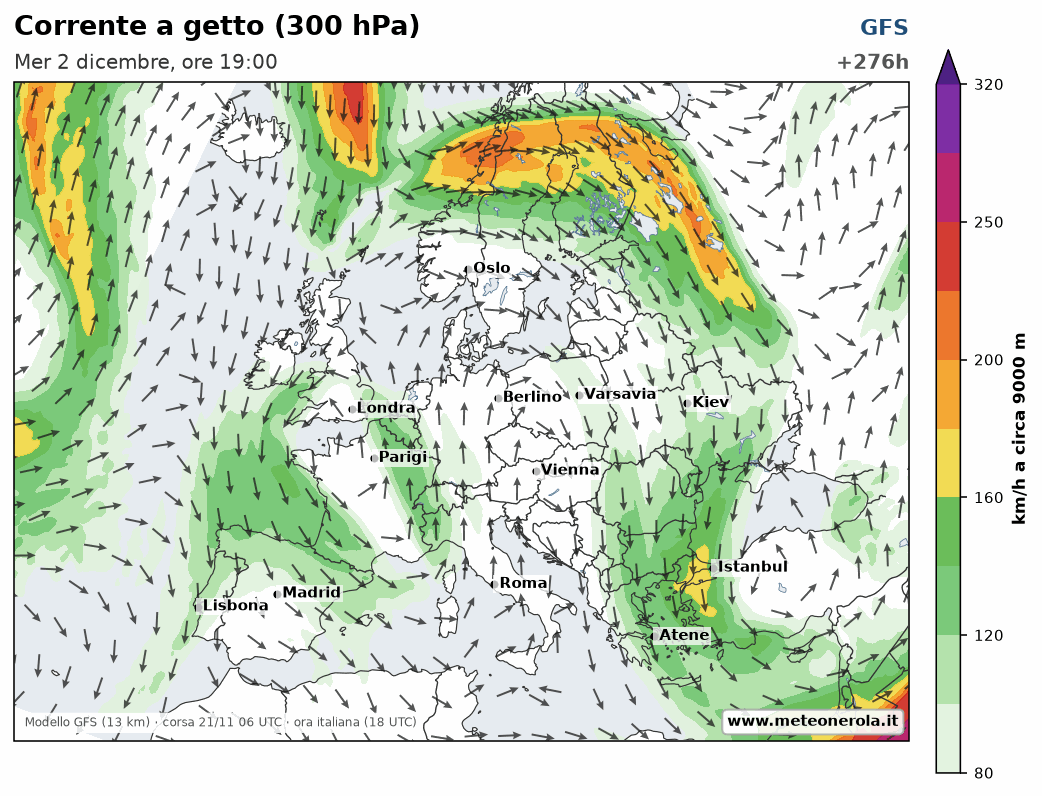 Corrente a getto (300 hPa)
GFS
Mer 2 dicembre, ore 19:00
+276h
320
250
200
160
120
80
km/h a circa 9000 m
Oslo
Londra
Berlino
Varsavia
Kiev
Parigi
Vienna
Istanbul
Roma
Madrid
Lisbona
Atene
Modello GFS (13 km) · corsa 21/11 06 UTC · ora italiana (18 UTC)
www.meteonerola.it